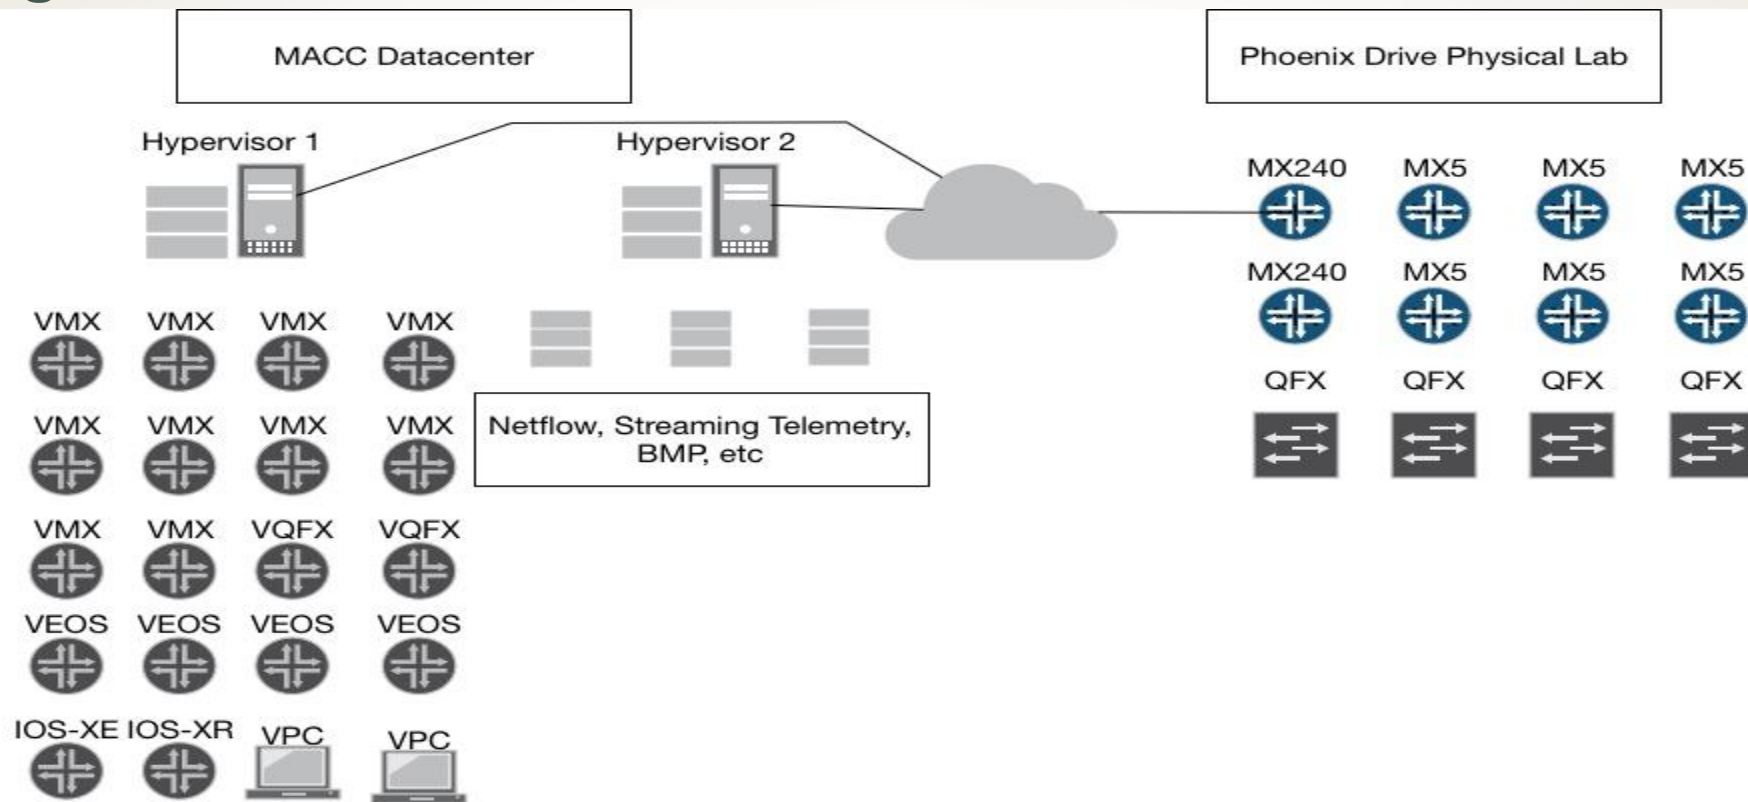 MACC Datacenter
Phoenix Drive Physical Lab
Hypervisor 1
Hypervisor 2
MX240 MX5 MX5 MX5
MX240 MX5 MX5 MX5
QFX QFX QFX QFX
VMX VMX VMX VMX
VMX VMX VMX VMX
Netflow, Streaming Telemetry,
BMP, etc
VMX VMX VQFX VQFX
VEOS VEOS VEOS VEOS
IOS-XE IOS-XR VPC VPC